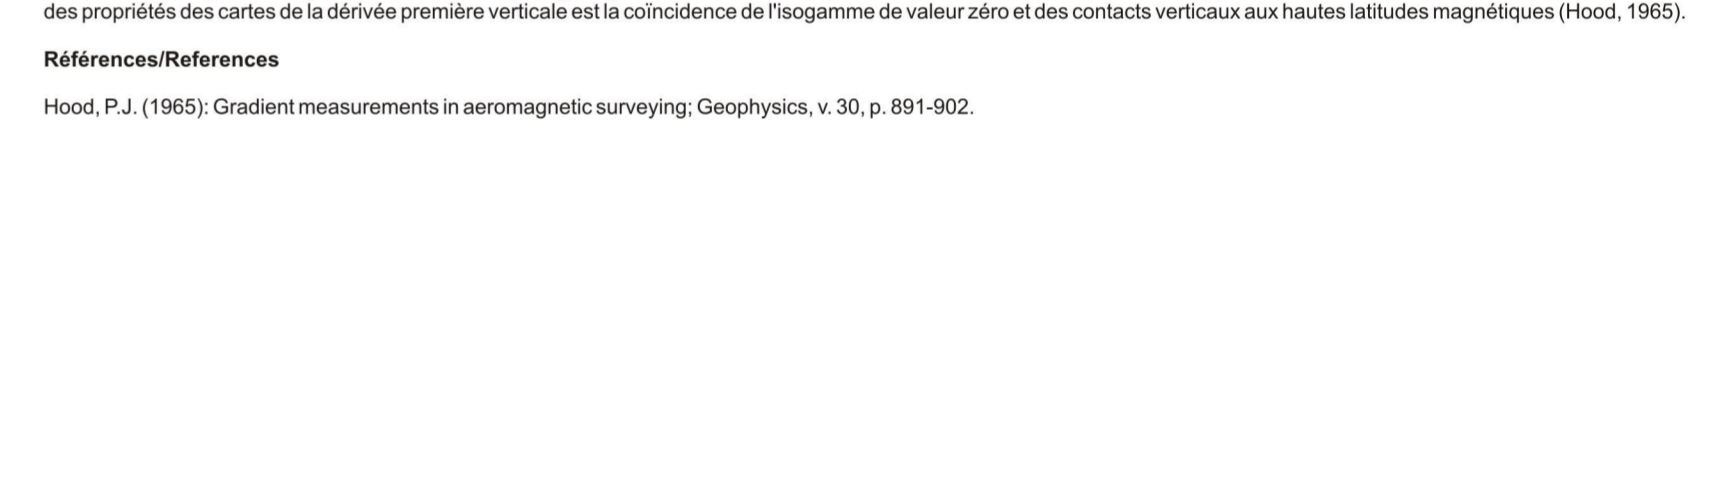 des propriétés des cartes de la dérivée première verticale est la coïncidence de l'isogamme de valeur zéro et des contacts verticaux aux hautes latitudes magnétiques (Hood, 1965).
Références/References
Hood, P.J. (1965): Gradient measurements in aeromagnetic surveying; Geophysics, v. 30, p. 891-902.